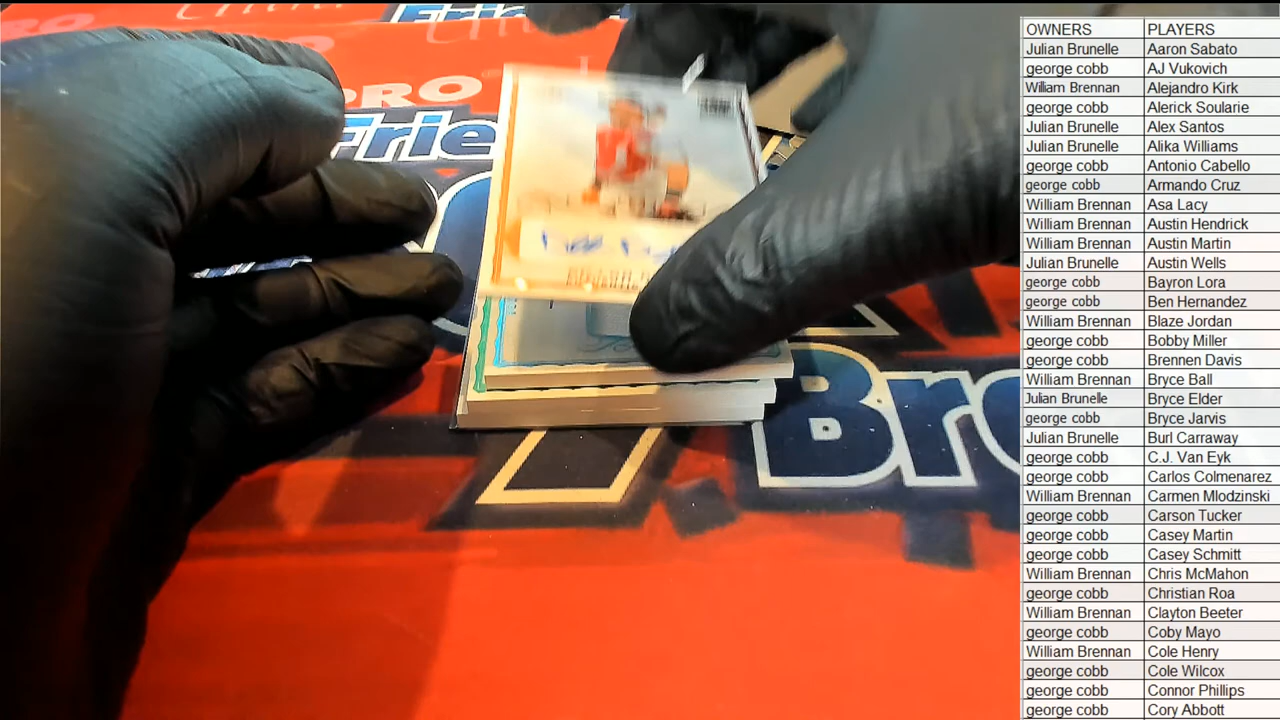 PRO
Frie
Br
OWNERS PLAYERS
Julian Brunelle Aaron Sabato
george cobb AJ Vukovich
William Brennan Alejandro Kirk
george cobb Alerick Soularie
Julian Brunelle Alex Santos
Julian Brunelle Alika Williams
george cobb Antonio Cabello
george cobb Armando Cruz
William Brennan Asa Lacy
William Brennan Austin Hendrick
William Brennan Austin Martin
Julian Brunelle Austin Wells
george cobb Bayron Lora
george cobb Ben Hernandez
William Brennan Blaze Jordan
george cobb Bobby Miller
george cobb Brennen Davis
William Brennan Bryce Ball
Julian Brunelle Bryce Elder
george cobb Bryce Jarvis
Julian Brunelle Burl Carraway
george cobb C.J. Van Eyk
george cobb Carlos Colmenarez
William Brennan Carmen Mlodzinski
george cobb Carson Tucker
george cobb Casey Martin
george cobb Casey Schmitt
William Brennan Chris McMahon
george cobb Christian Roa
William Brennan Clayton Beeter
george cobb Coby Mayo
William Brennan Cole Henry
george cobb Cole Wilcox
george cobb Connor Phillips
george cobb Cory Abbott